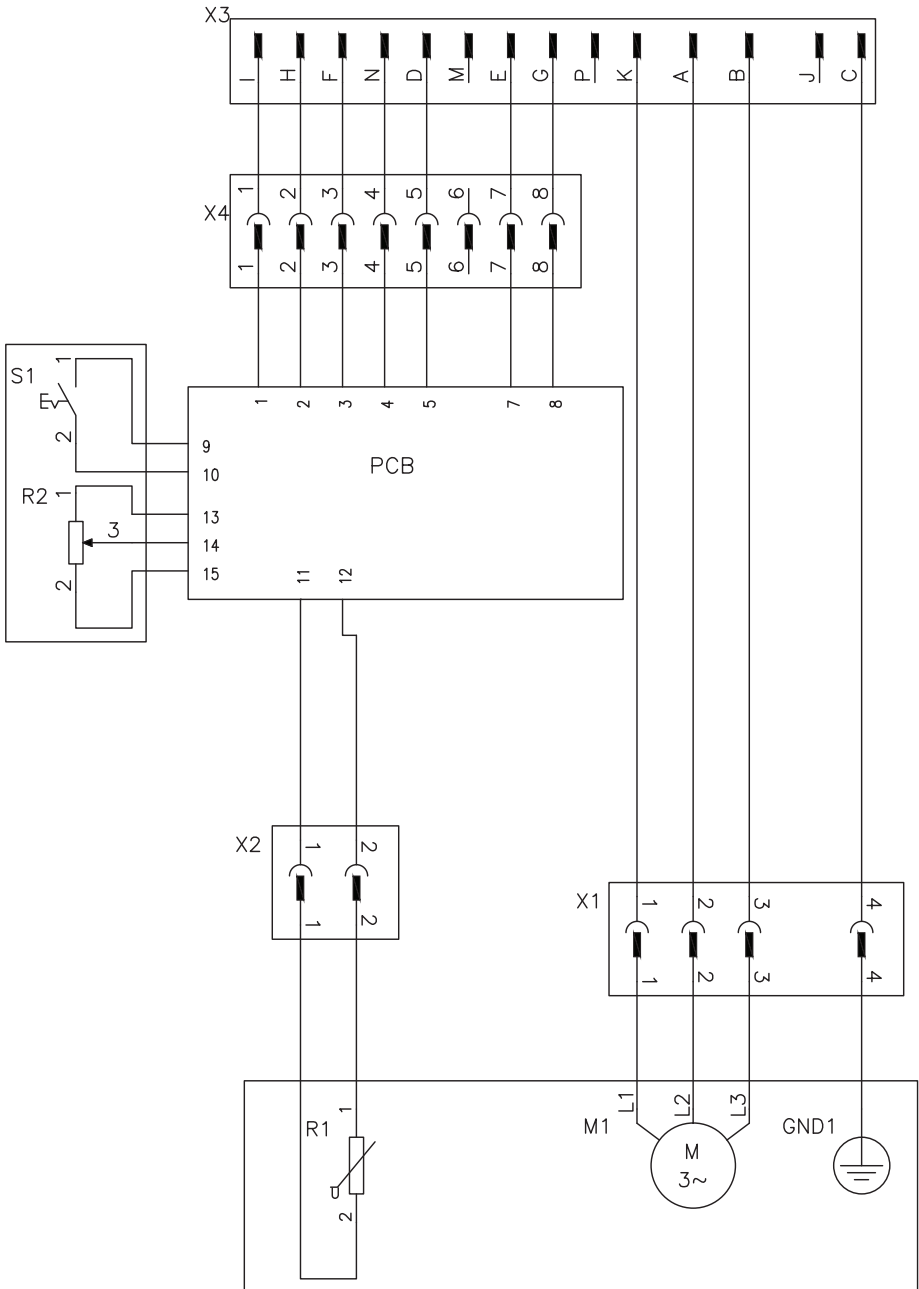 X3
I H F N D M E G P K A B J C
X4
1 2 3 4 5 6 7 8
1 2 3 4 5 6 7 8
S1
1
2
R2
1
3
2
1 2 3 4 5 7 8
9
10
PCB
13
14
15
11 12
X2
1 2
1 2
X1
1 2 3 4
1 2 3 4
R1
1
2
M1
L1 L2 L3
M
3~
GND1